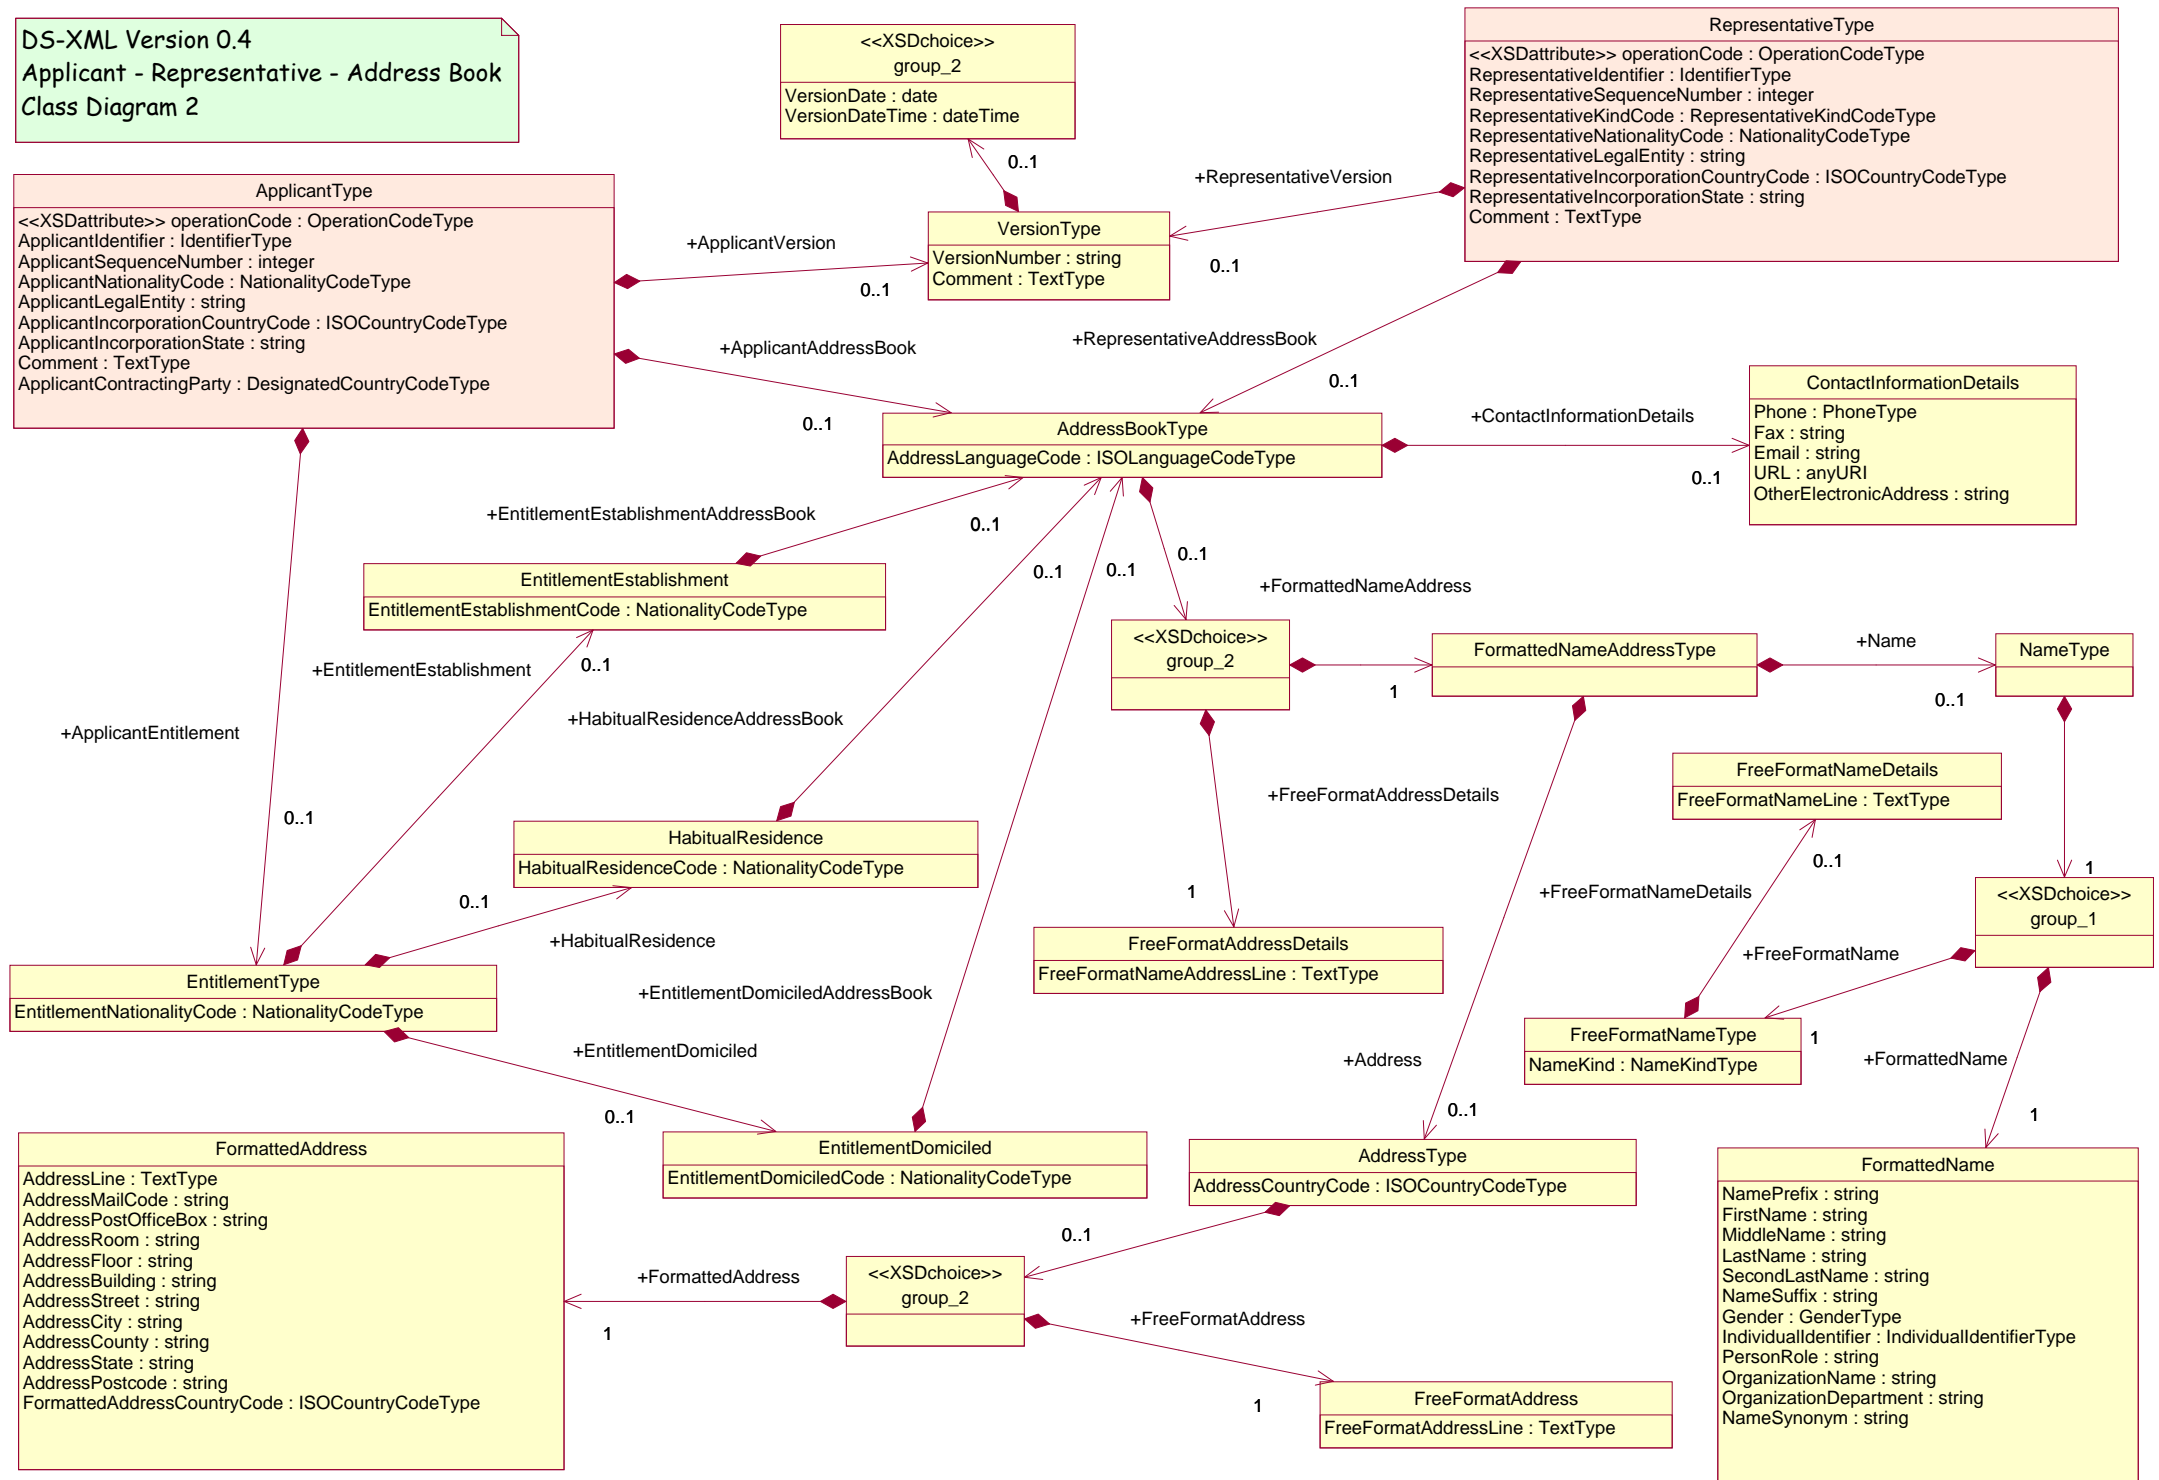 DS-XML Version 0.4
Applicant - Representative - Address Book
Class Diagram 2
<<XSDchoice>>
group_2
VersionDate : date
VersionDateTime : dateTime
RepresentativeType
<<XSDattribute>> operationCode : OperationCodeType
RepresentativeIdentifier : IdentifierType
RepresentativeSequenceNumber : integer
RepresentativeKindCode : RepresentativeKindCodeType
RepresentativeNationalityCode : NationalityCodeType
RepresentativeLegalEntity : string
RepresentativeIncorporationCountryCode : ISOCountryCodeType
RepresentativeIncorporationState : string
Comment : TextType
0..1
+RepresentativeVersion
ApplicantType
<<XSDattribute>> operationCode : OperationCodeType
ApplicantIdentifier : IdentifierType
ApplicantSequenceNumber : integer
ApplicantNationalityCode : NationalityCodeType
ApplicantLegalEntity : string
ApplicantIncorporationCountryCode : ISOCountryCodeType
ApplicantIncorporationState : string
Comment : TextType
ApplicantContractingParty : DesignatedCountryCodeType
+ApplicantVersion
0..1
VersionType
VersionNumber : string
Comment : TextType
0..1
+ApplicantAddressBook
0..1
+RepresentativeAddressBook
0..1
AddressBookType
AddressLanguageCode : ISOLanguageCodeType
+ContactInformationDetails
0..1
ContactInformationDetails
Phone : PhoneType
Fax : string
Email : string
URL : anyURI
OtherElectronicAddress : string
+EntitlementEstablishmentAddressBook
0..1
0..1
0..1
0..1
EntitlementEstablishment
EntitlementEstablishmentCode : NationalityCodeType
+FormattedNameAddress
<<XSDchoice>>
group_2
1
FormattedNameAddressType
+Name
0..1
NameType
+EntitlementEstablishment
0..1
+HabitualResidenceAddressBook
+ApplicantEntitlement
0..1
+FreeFormatAddressDetails
FreeFormatNameDetails
FreeFormatNameLine : TextType
0..1
1
HabitualResidence
HabitualResidenceCode : NationalityCodeType
0..1
+HabitualResidence
1
+FreeFormatNameDetails
<<XSDchoice>>
group_1
+FreeFormatName
FreeFormatAddressDetails
FreeFormatNameAddressLine : TextType
EntitlementType
EntitlementNationalityCode : NationalityCodeType
+EntitlementDomiciledAddressBook
+EntitlementDomiciled
0..1
+Address
0..1
FreeFormatNameType
NameKind : NameKindType
1
+FormattedName
1
EntitlementDomiciled
EntitlementDomiciledCode : NationalityCodeType
AddressType
AddressCountryCode : ISOCountryCodeType
FormattedAddress
AddressLine : TextType
AddressMailCode : string
AddressPostOfficeBox : string
AddressRoom : string
AddressFloor : string
AddressBuilding : string
AddressStreet : string
AddressCity : string
AddressCounty : string
AddressState : string
AddressPostcode : string
FormattedAddressCountryCode : ISOCountryCodeType
0..1
+FormattedAddress
1
<<XSDchoice>>
group_2
+FreeFormatAddress
1
FreeFormatAddress
FreeFormatAddressLine : TextType
FormattedName
NamePrefix : string
FirstName : string
MiddleName : string
LastName : string
SecondLastName : string
NameSuffix : string
Gender : GenderType
IndividualIdentifier : IndividualIdentifierType
PersonRole : string
OrganizationName : string
OrganizationDepartment : string
NameSynonym : string